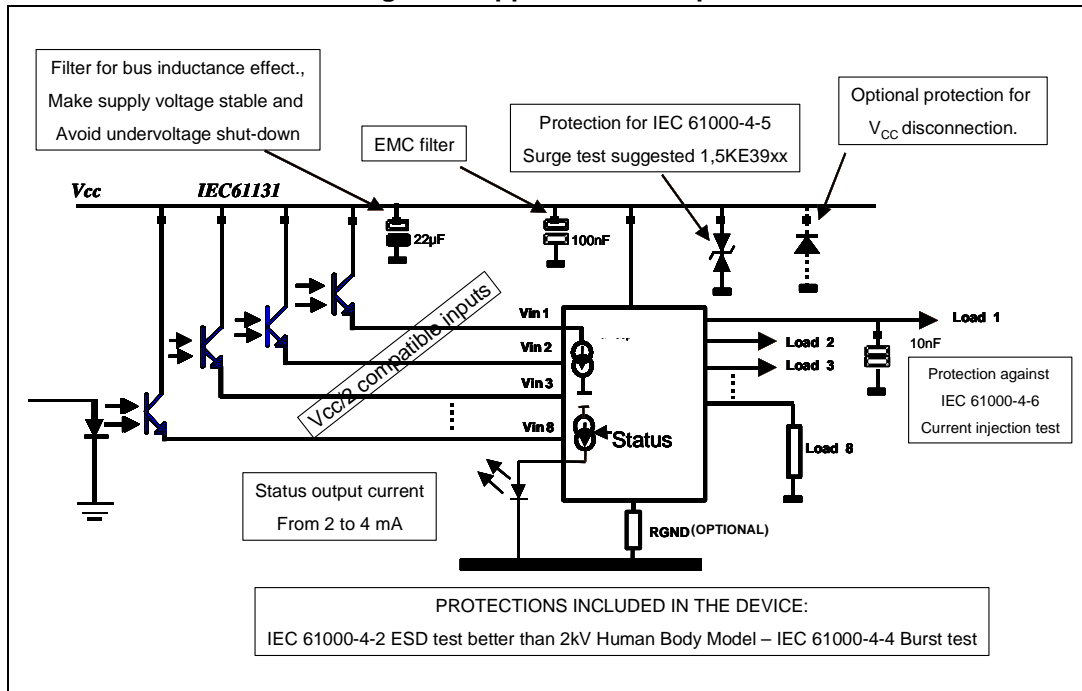 Filter for bus inductance effect.,
Make supply voltage stable and
Avoid undervoltage shut-down
EMC filter
Protection for IEC 61000-4-5
Surge test suggested 1,5KE39xx
Optional protection for
VCC disconnection.
Vcc
IEC61131
22µF
100nF
Vcc/2 compatible inputs
Vin 1
Vin 2
Vin 3
Vin 8
Status
Load 1
Load 2
Load 3
10nF
Load 8
Protection against
IEC 61000-4-6
Current injection test
Status output current
From 2 to 4 mA
RGND (OPTIONAL)
PROTECTIONS INCLUDED IN THE DEVICE:
IEC 61000-4-2 ESD test better than 2kV Human Body Model – IEC 61000-4-4 Burst test